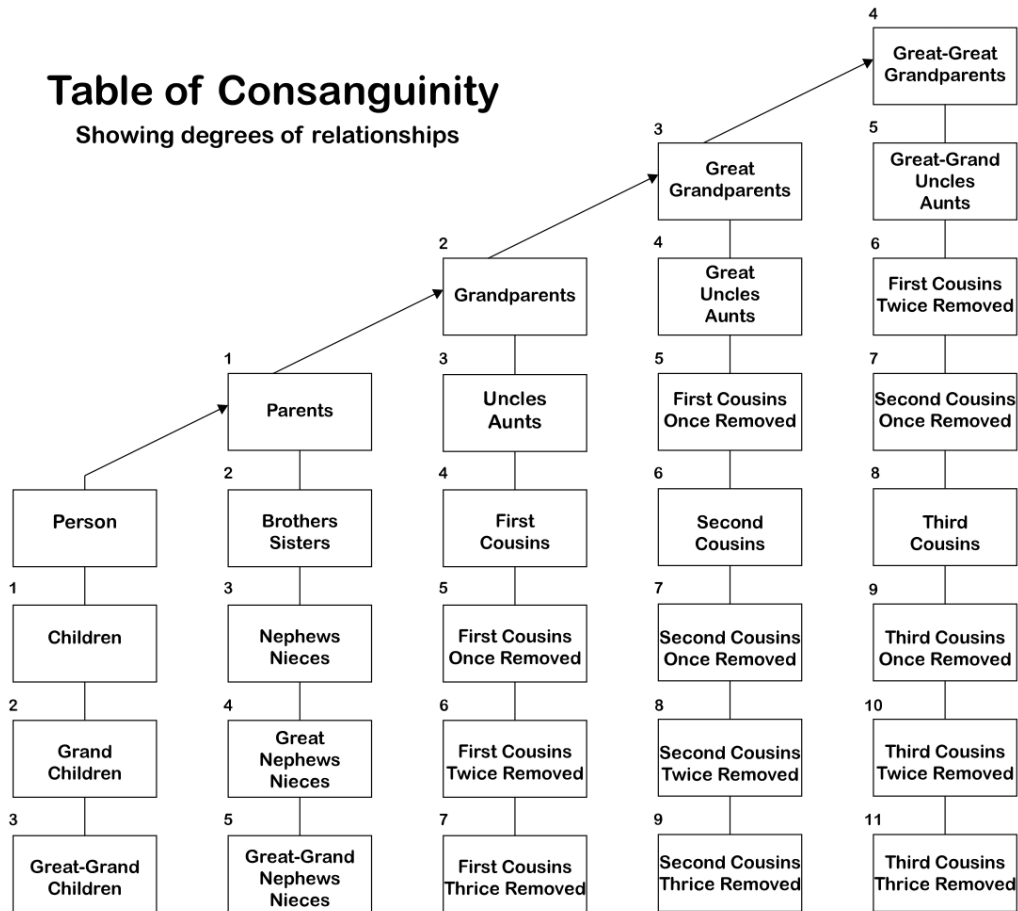 Table of Consanguinity
Showing degrees of relationships
4
Great-Great
Grandparents
3
Great
Grandparents
5
Great-Grand
Uncles
Aunts
2
Grandparents
4
Great
Uncles
Aunts
6
First Cousins
Twice Removed
1
Parents
3
Uncles
Aunts
5
First Cousins
Once Removed
7
Second Cousins
Once Removed
Person
2
Brothers
Sisters
4
First
Cousins
6
Second
Cousins
8
Third
Cousins
1
Children
3
Nephews
Nieces
5
First Cousins
Once Removed
7
Second Cousins
Once Removed
9
Third Cousins
Once Removed
2
Grand
Children
4
Great
Nephews
Nieces
6
First Cousins
Twice Removed
8
Second Cousins
Twice Removed
10
Third Cousins
Twice Removed
3
Great-Grand
Children
5
Great-Grand
Nephews
Nieces
7
First Cousins
Thrice Removed
9
Second Cousins
Thrice Removed
11
Third Cousins
Thrice Removed